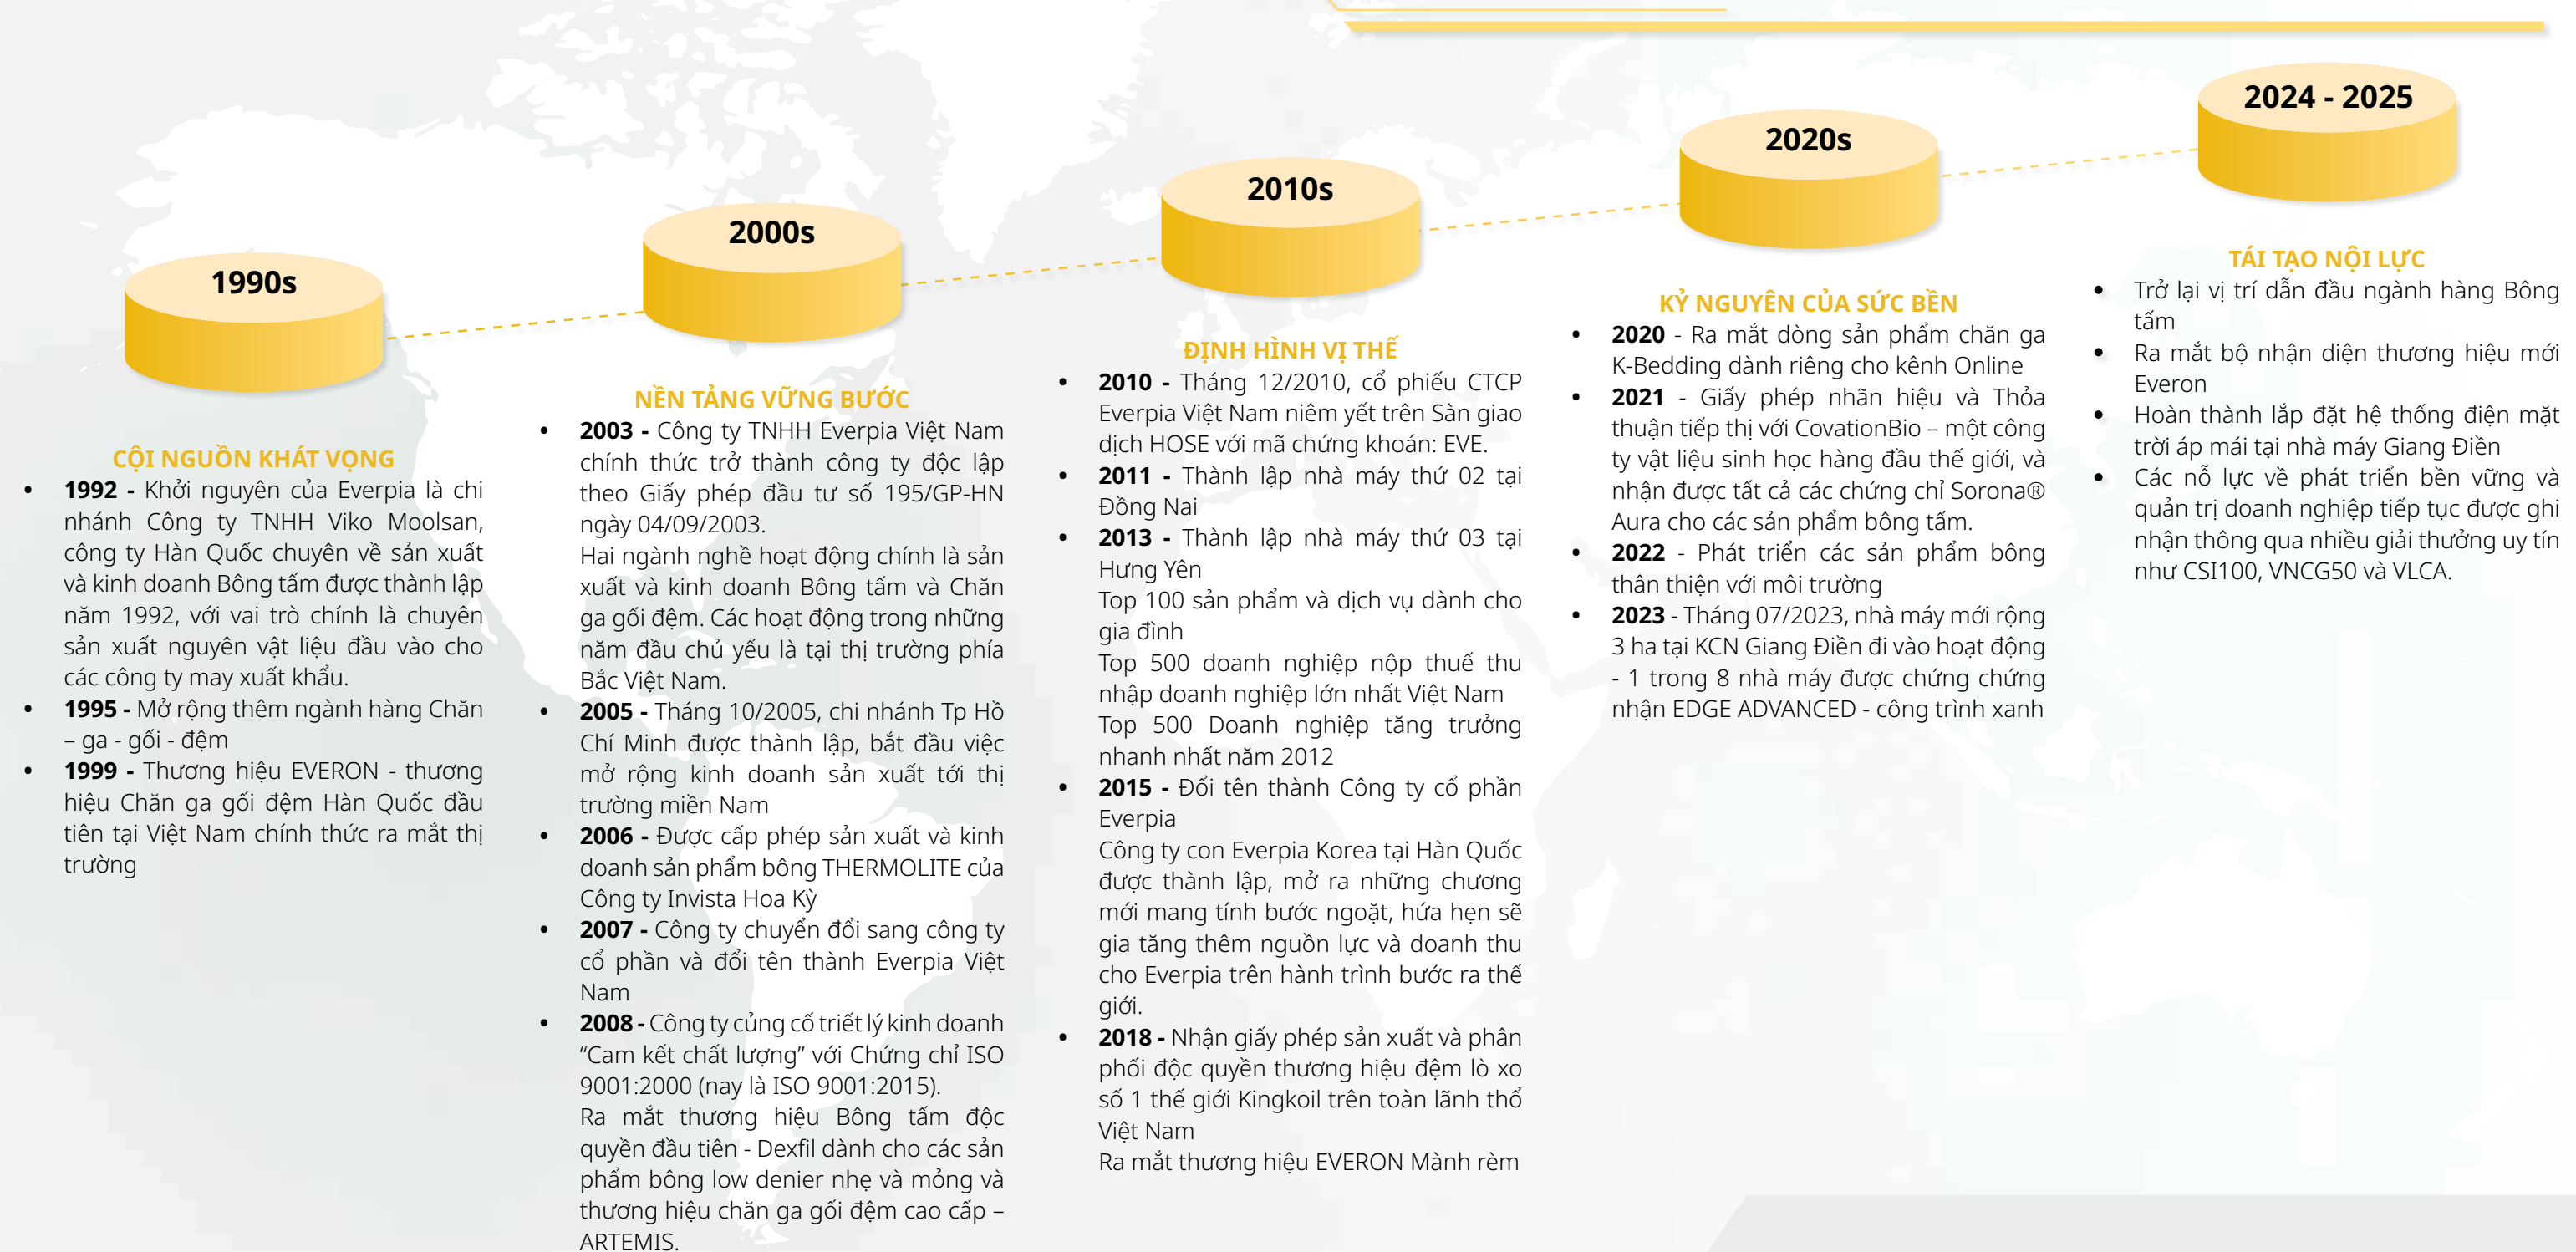 1990s
CỘI NGUỒN KHÁT VỌNG
• 1992 - Khởi nguyên của Everpia là chi
nhánh Công ty TNHH Viko Moolsan,
công ty Hàn Quốc chuyên về sản xuất
và kinh doanh Bông tấm được thành lập
năm 1992, với vai trò chính là chuyên
sản xuất nguyên vật liệu đầu vào cho
các công ty may xuất khẩu.
• 1995 - Mở rộng thêm ngành hàng Chăn
– ga - gối - đệm
• 1999 - Thương hiệu EVERON - thương
hiệu Chăn ga gối đệm Hàn Quốc đầu
tiên tại Việt Nam chính thức ra mắt thị
trường
2000s
NỀN TẢNG VỮNG BƯỚC
• 2003 - Công ty TNHH Everpia Việt Nam
chính thức trở thành công ty độc lập
theo Giấy phép đầu tư số 195/GP-HN
ngày 04/09/2003.
Hai ngành nghề hoạt động chính là sản
xuất và kinh doanh Bông tấm và Chăn
ga gối đệm. Các hoạt động trong những
năm đầu chủ yếu là tại thị trường phía
Bắc Việt Nam.
• 2005 - Tháng 10/2005, chi nhánh Tp Hồ
Chí Minh được thành lập, bắt đầu việc
mở rộng kinh doanh sản xuất tới thị
trường miền Nam
• 2006 - Được cấp phép sản xuất và kinh
doanh sản phẩm bông THERMOLITE của
Công ty Invista Hoa Kỳ
• 2007 - Công ty chuyển đổi sang công ty
cổ phần và đổi tên thành Everpia Việt
Nam
• 2008 - Công ty củng cố triết lý kinh doanh
“Cam kết chất lượng” với Chứng chỉ ISO
9001:2000 (nay là ISO 9001:2015).
Ra mắt thương hiệu Bông tấm độc
quyền đầu tiên - Dexfil dành cho các sản
phẩm bông low denier nhẹ và mỏng và
thương hiệu chăn ga gối đệm cao cấp –
ARTEMIS.
2010s
ĐỊNH HÌNH VỊ THẾ
• 2010 - Tháng 12/2010, cổ phiếu CTCP
Everpia Việt Nam niêm yết trên Sàn giao
dịch HOSE với mã chứng khoán: EVE.
• 2011 - Thành lập nhà máy thứ 02 tại
Đồng Nai
• 2013 - Thành lập nhà máy thứ 03 tại
Hưng Yên
Top 100 sản phẩm và dịch vụ dành cho
gia đình
Top 500 doanh nghiệp nộp thuế thu
nhập doanh nghiệp lớn nhất Việt Nam
Top 500 Doanh nghiệp tăng trưởng
nhanh nhất năm 2012
• 2015 - Đổi tên thành Công ty cổ phần
Everpia
Công ty con Everpia Korea tại Hàn Quốc
được thành lập, mở ra những chương
mới mang tính bước ngoặt, hứa hẹn sẽ
gia tăng thêm nguồn lực và doanh thu
cho Everpia trên hành trình bước ra thế
giới.
• 2018 - Nhận giấy phép sản xuất và phân
phối độc quyền thương hiệu đệm lò xo
số 1 thế giới Kingkoil trên toàn lãnh thổ
Việt Nam
Ra mắt thương hiệu EVERON Mành rèm
2020s
KỶ NGUYÊN CỦA SỨC BỀN
• 2020 - Ra mắt dòng sản phẩm chăn ga
K-Bedding dành riêng cho kênh Online
• 2021 - Giấy phép nhãn hiệu và Thỏa
thuận tiếp thị với CovationBio – một công
ty vật liệu sinh học hàng đầu thế giới, và
nhận được tất cả các chứng chỉ Sorona®
Aura cho các sản phẩm bông tấm.
• 2022 - Phát triển các sản phẩm bông
thân thiện với môi trường
• 2023 - Tháng 07/2023, nhà máy mới rộng
3 ha tại KCN Giang Điền đi vào hoạt động
- 1 trong 8 nhà máy được chứng chứng
nhận EDGE ADVANCED - công trình xanh
2024 - 2025
TÁI TẠO NỘI LỰC
• Trở lại vị trí dẫn đầu ngành hàng Bông
tấm
• Ra mắt bộ nhận diện thương hiệu mới
Everon
• Hoàn thành lắp đặt hệ thống điện mặt
trời áp mái tại nhà máy Giang Điền
• Các nỗ lực về phát triển bền vững và
quản trị doanh nghiệp tiếp tục được ghi
nhận thông qua nhiều giải thưởng uy tín
như CSI100, VNCG50 và VLCA.